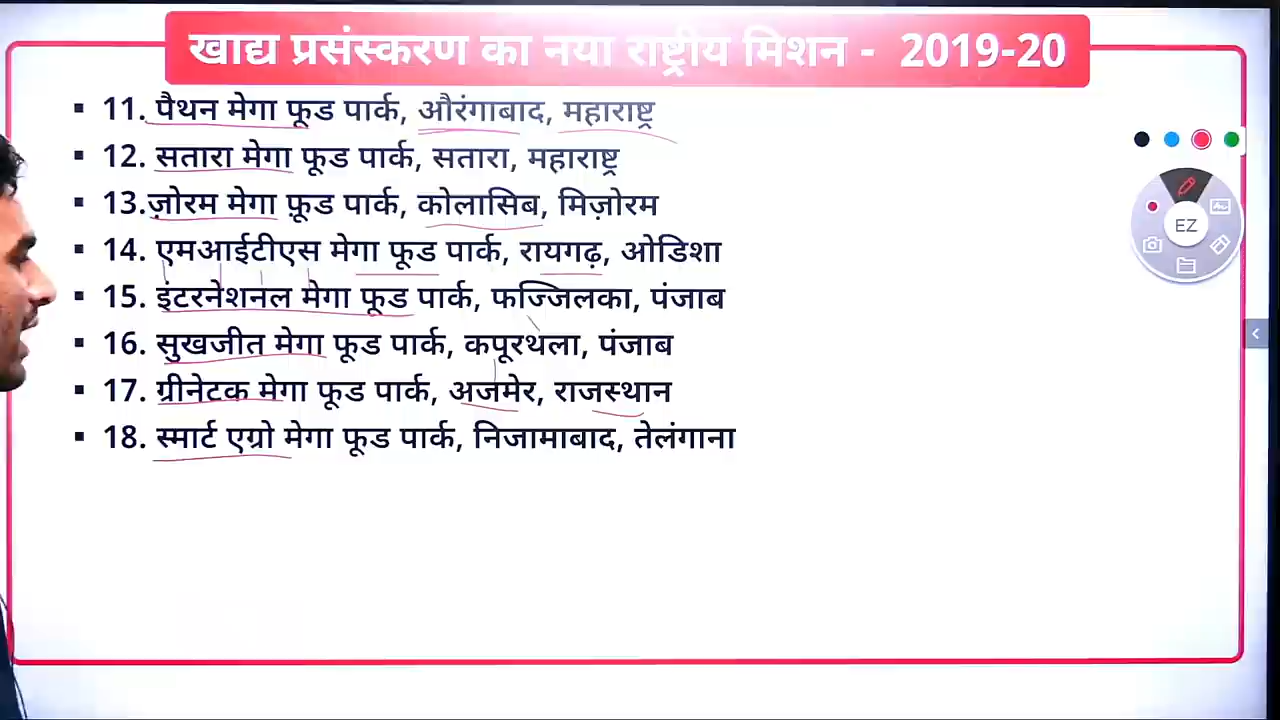 खाद्य प्रसंस्करण का नया राष्ट्रीय मिशन - 2019-20
▪ 11. पैथन मेगा फूड पार्क, औरंगाबाद, महाराष्ट्र
▪ 12. सतारा मेगा फूड पार्क, सतारा, महाराष्ट्र
▪ 13.ज़ोरम मेगा फ़ूड पार्क, कोलासिब, मिज़ोरम
▪ 14. एमआईटीएस मेगा फूड पार्क, रायगढ़, ओडिशा
▪ 15. इंटरनेशनल मेगा फूड पार्क, फज्जिलका, पंजाब
▪ 16. सुखजीत मेगा फूड पार्क, कपूरथला, पंजाब
▪ 17. ग्रीनेटक मेगा फूड पार्क, अजमेर, राजस्थान
▪ 18. स्मार्ट एग्रो मेगा फूड पार्क, निजामाबाद, तेलंगाना
EZ